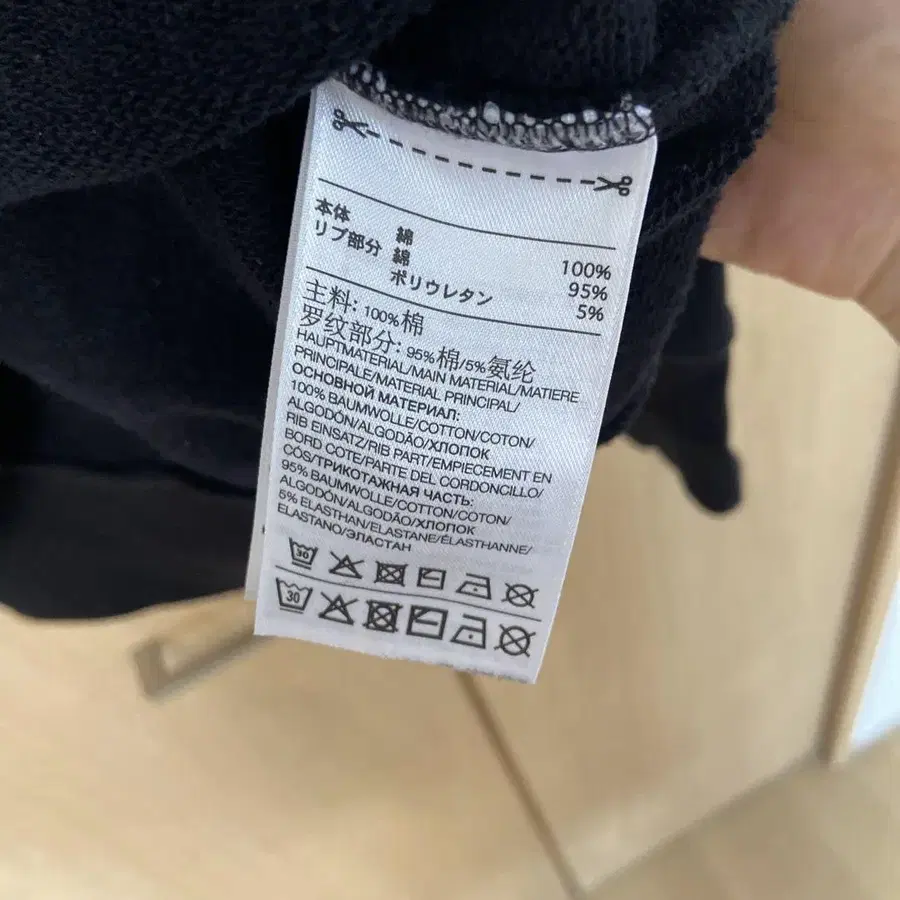 本体 綿 100%
リブ部分 綿 95%
ポリウレタン 5%
主料: 100%棉
罗纹部分: 95%棉/5%氨纶
HAUPTMATERIAL/MAIN MATERIAL/MATIERE
PRINCIPALE/MATERIAL PRINCIPAL/
ОСНОВНОЙ МАТЕРИАЛ:
100% BAUMWOLLE/COTTON/COTON/
ALGODÓN/ALGODÃO/ХЛОПОК
RIB EINSATZ/RIB PART/EMPIECEMENT EN
BORD CÔTE/PARTE DEL CORDONCILLO/
CÓS/ТРИКОТАЖНАЯ ЧАСТЬ:
95% BAUMWOLLE/COTTON/COTON/
ALGODÓN/ALGODÃO/ХЛОПОК
5% ELASTHAN/ELASTANE/ÉLASTHANNE/
ELASTANO/ЭЛАСТАН
30
30